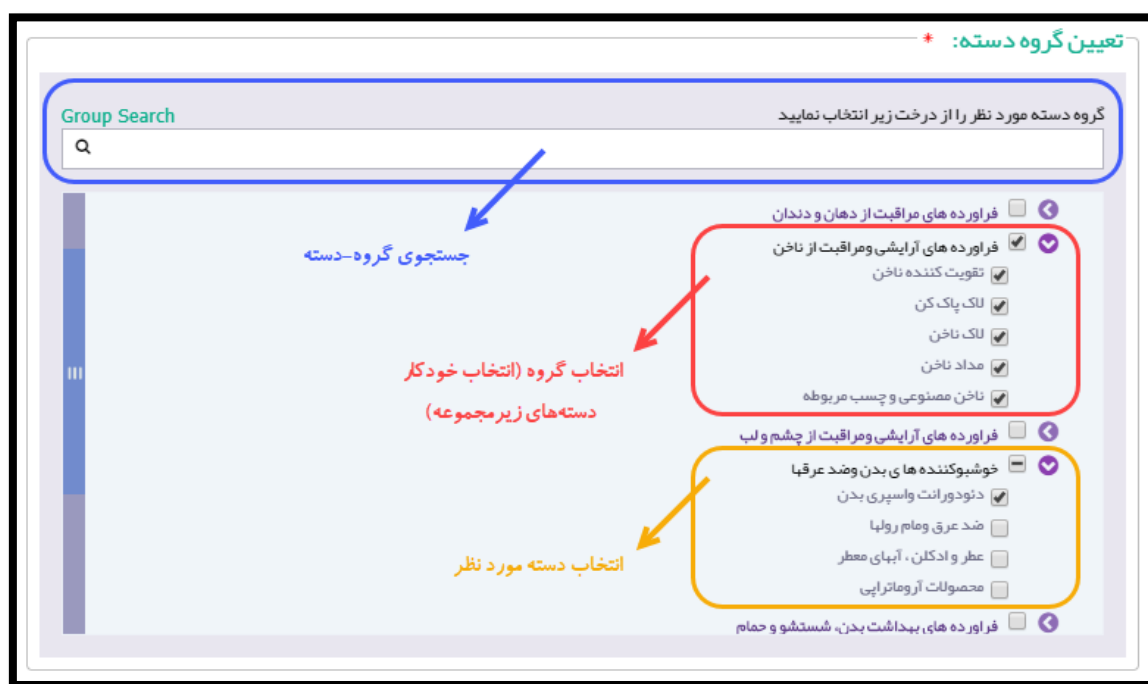 تعیین گروه دسته: *
گروه دسته مورد نظر را از درخت زیر انتخاب نمایید
Group Search
فراورده های مراقبت از دهان و دندان
فراورده های آرایشی ومراقبت از ناخن
تقویت کننده ناخن
لاک پاک کن
لاک ناخن
مداد ناخن
ناخن مصنوعی و چسب مربوطه
فراورده های آرایشی ومراقبت از چشم و لب
خوشبوکننده ها ی بدن وضد عرقها
دئودورانت واسپری بدن
ضد عرق ومام رولها
عطر و ادکلن ، آبهای معطر
محصولات آروماتراپی
فراورده های بهداشت بدن، شستشو و حمام
جستجوی گروه-دسته
انتخاب گروه (انتخاب خودکار
دسته‌های زیرمجموعه)
انتخاب دسته مورد نظر